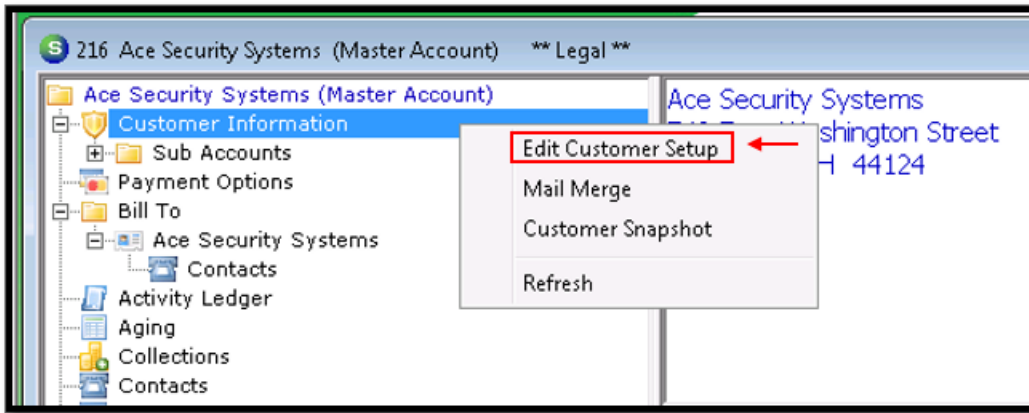 S 216 Ace Security Systems (Master Account) ** Legal **
Ace Security Systems (Master Account)
Customer Information
Sub Accounts
Payment Options
Bill To
Ace Security Systems
Contacts
Activity Ledger
Aging
Collections
Contacts
Edit Customer Setup
Mail Merge
Customer Snapshot
Refresh
Ace Security Systems
Street
44124